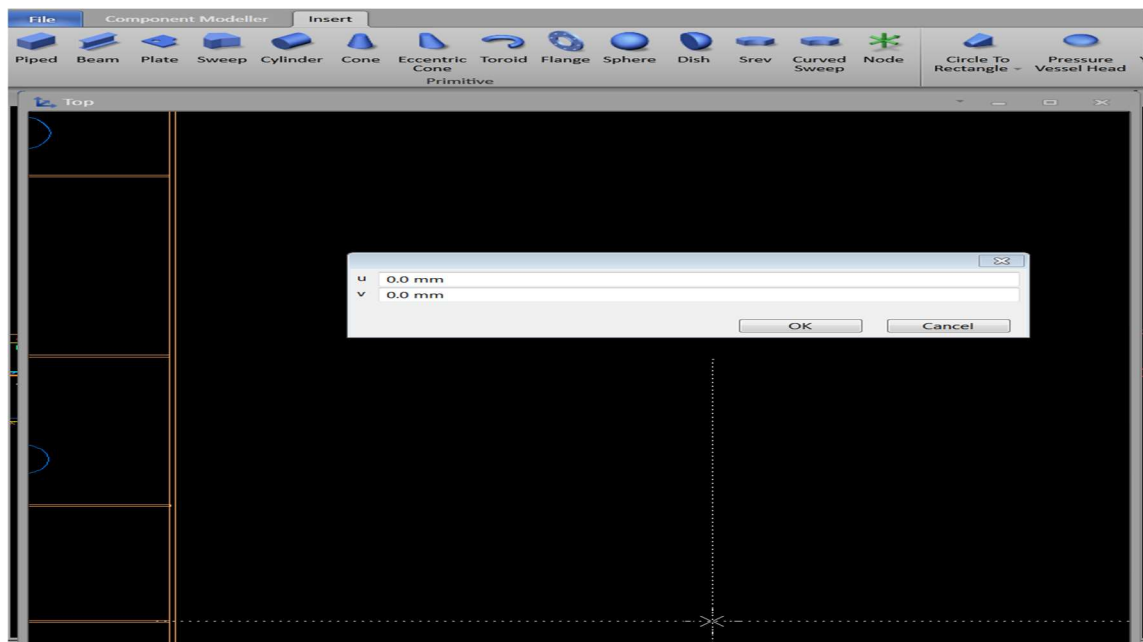 File Component Modeller Insert
Piped Beam Plate Sweep Cylinder Cone Eccentric Cone Toroid Flange Sphere Dish Srev Curved Sweep Node Circle To Rectangle Pressure Vessel Head
Primitive
Top
u 0.0 mm
v 0.0 mm
OK Cancel